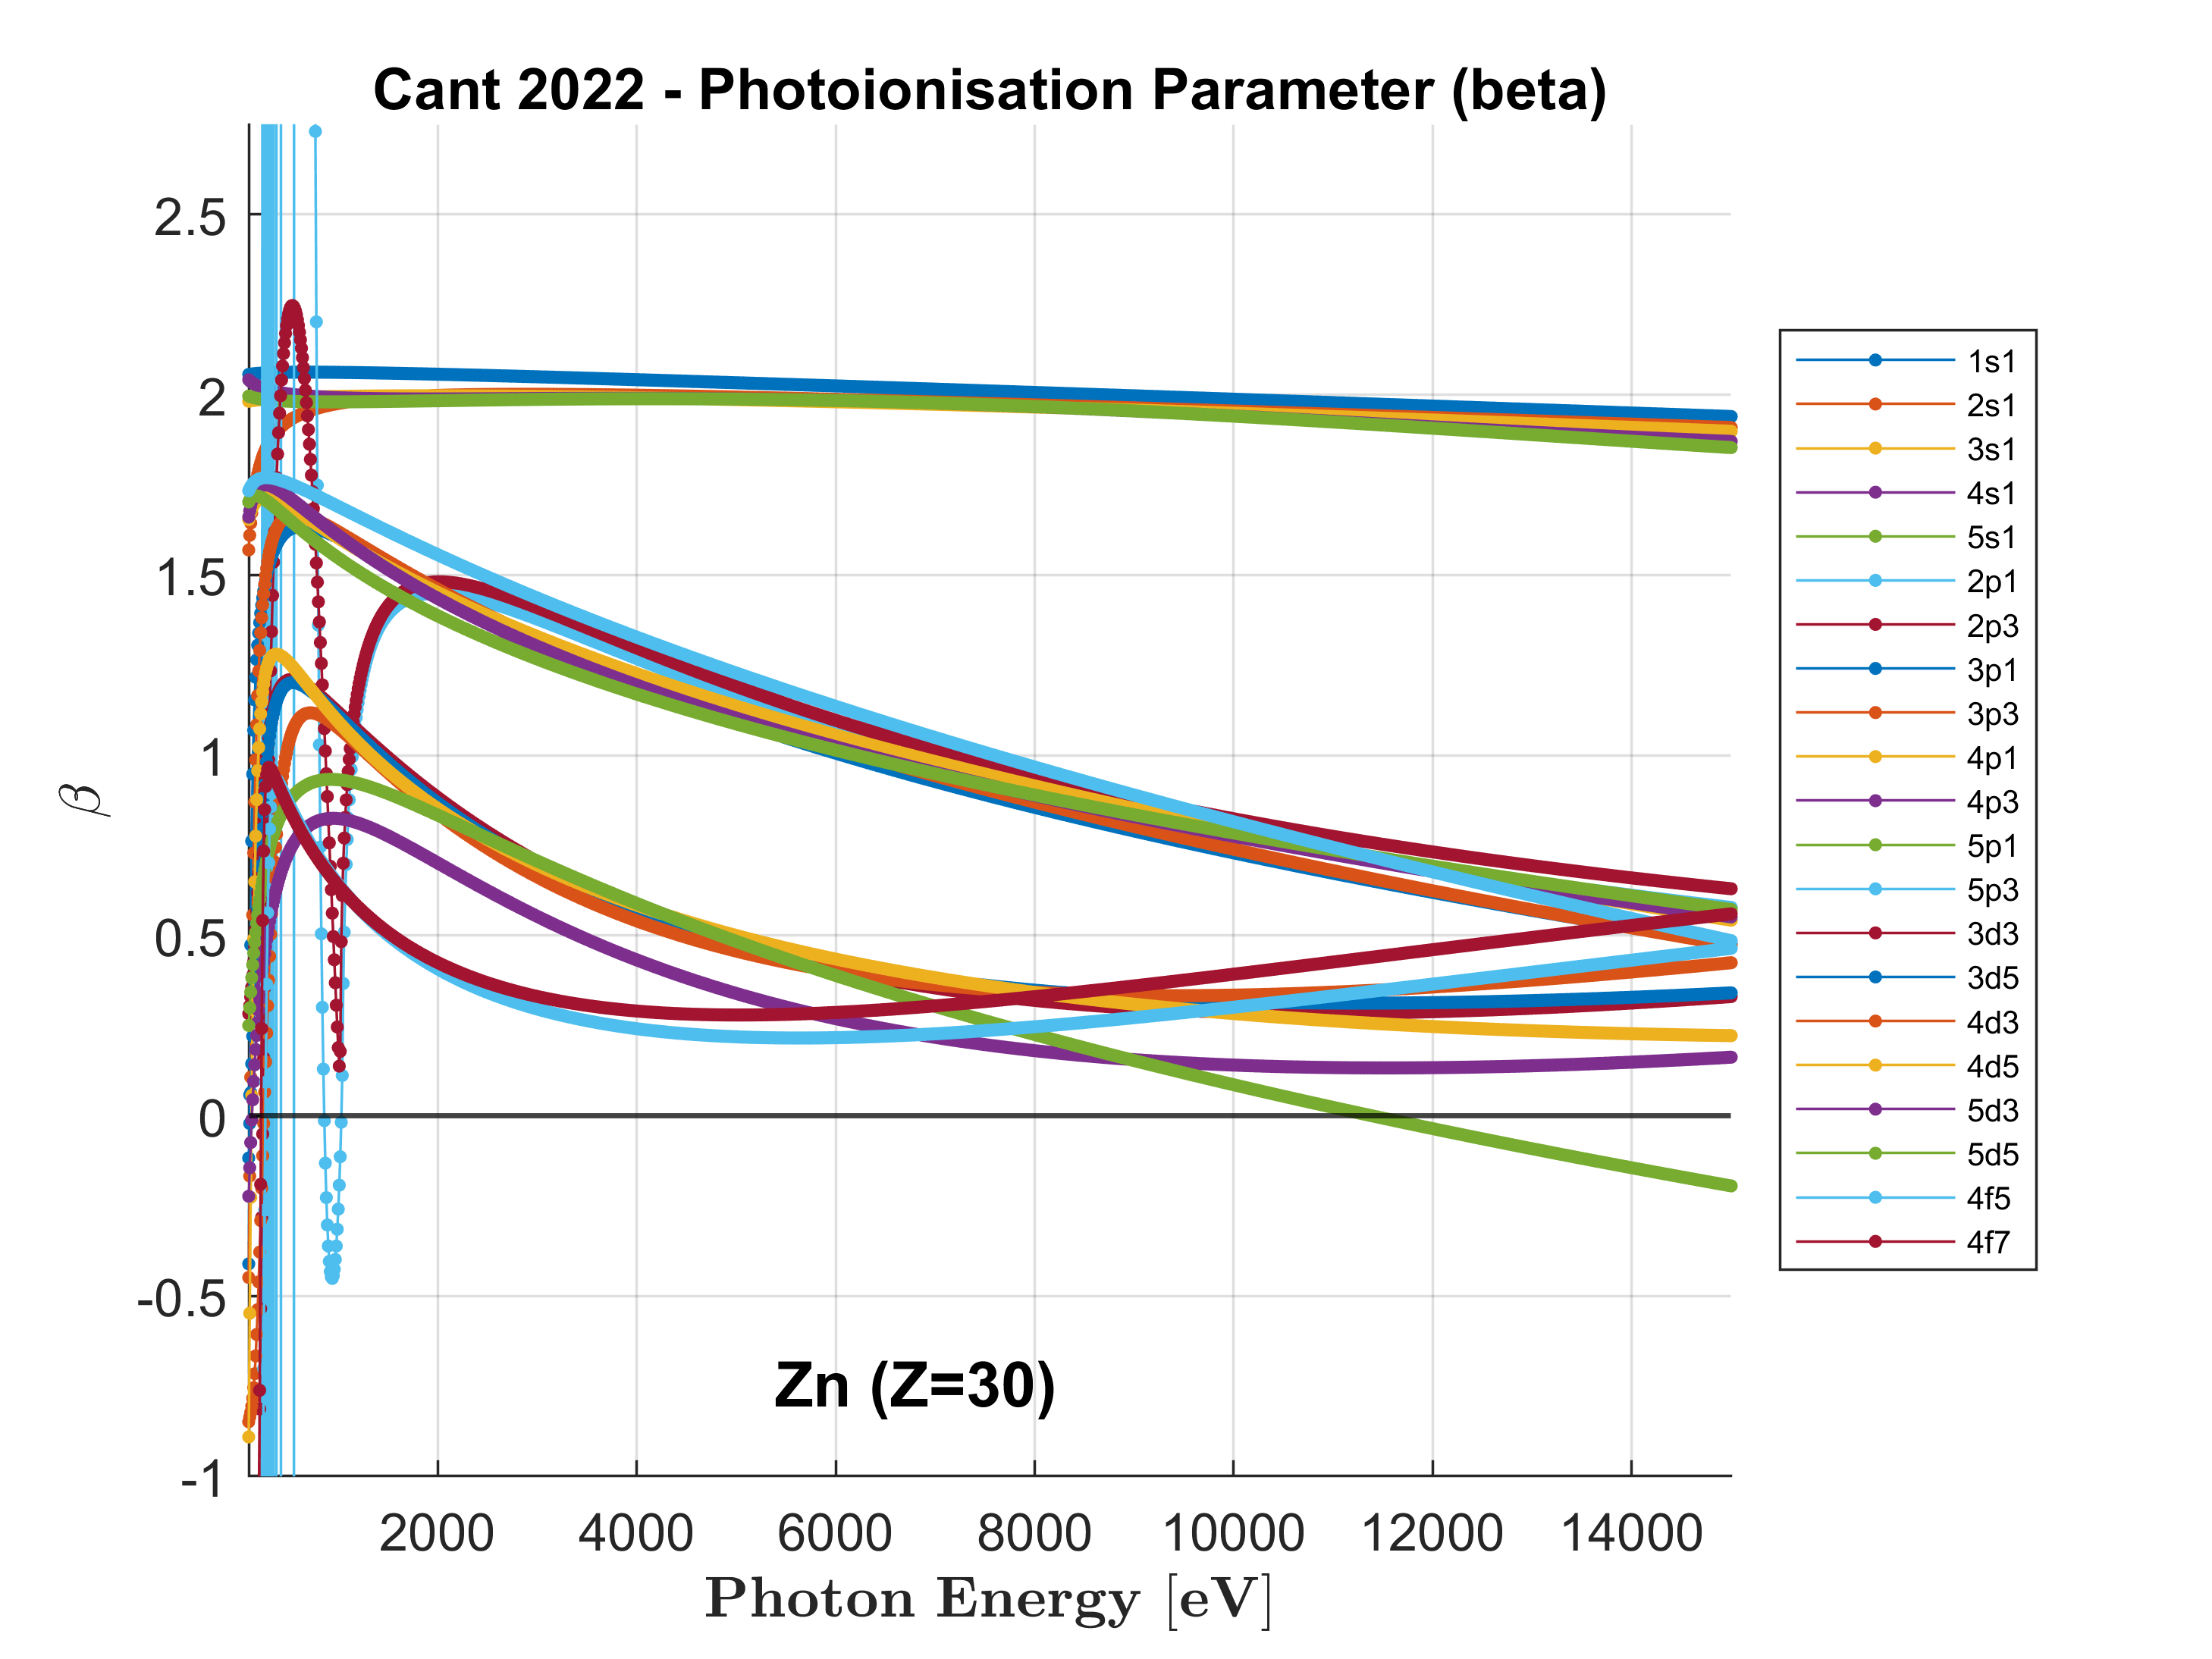 Cant 2022 - Photoionisation Parameter (beta)
2.5
2
1.5
1
0.5
0
-0.5
-1
β
Zn (Z=30)
2000 4000 6000 8000 10000 12000 14000
Photon Energy [eV]
1s1
2s1
3s1
4s1
5s1
2p1
2p3
3p1
3p3
4p1
4p3
5p1
5p3
3d3
3d5
4d3
4d5
5d3
5d5
4f5
4f7